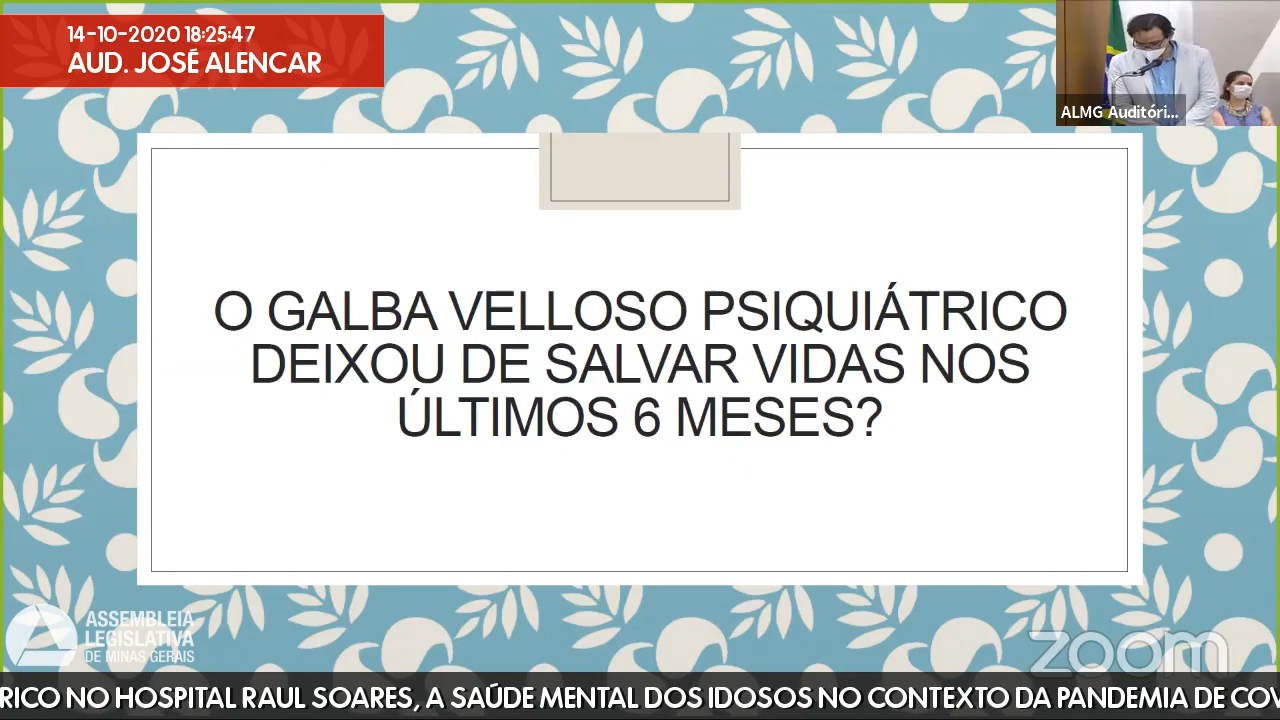 14-10-2020 18:25:47
AUD. JOSÉ ALENCAR
ALMG Auditóri...
O GALBA VELLOSO PSIQUIÁTRICO
DEIXOU DE SALVAR VIDAS NOS
ÚLTIMOS 6 MESES?
ASSEMBLEIA
LEGISLATIVA
DE MINAS GERAIS
zoom
RICO NO HOSPITAL RAUL SOARES, A SAÚDE MENTAL DOS IDOSOS NO CONTEXTO DA PANDEMIA DE COV